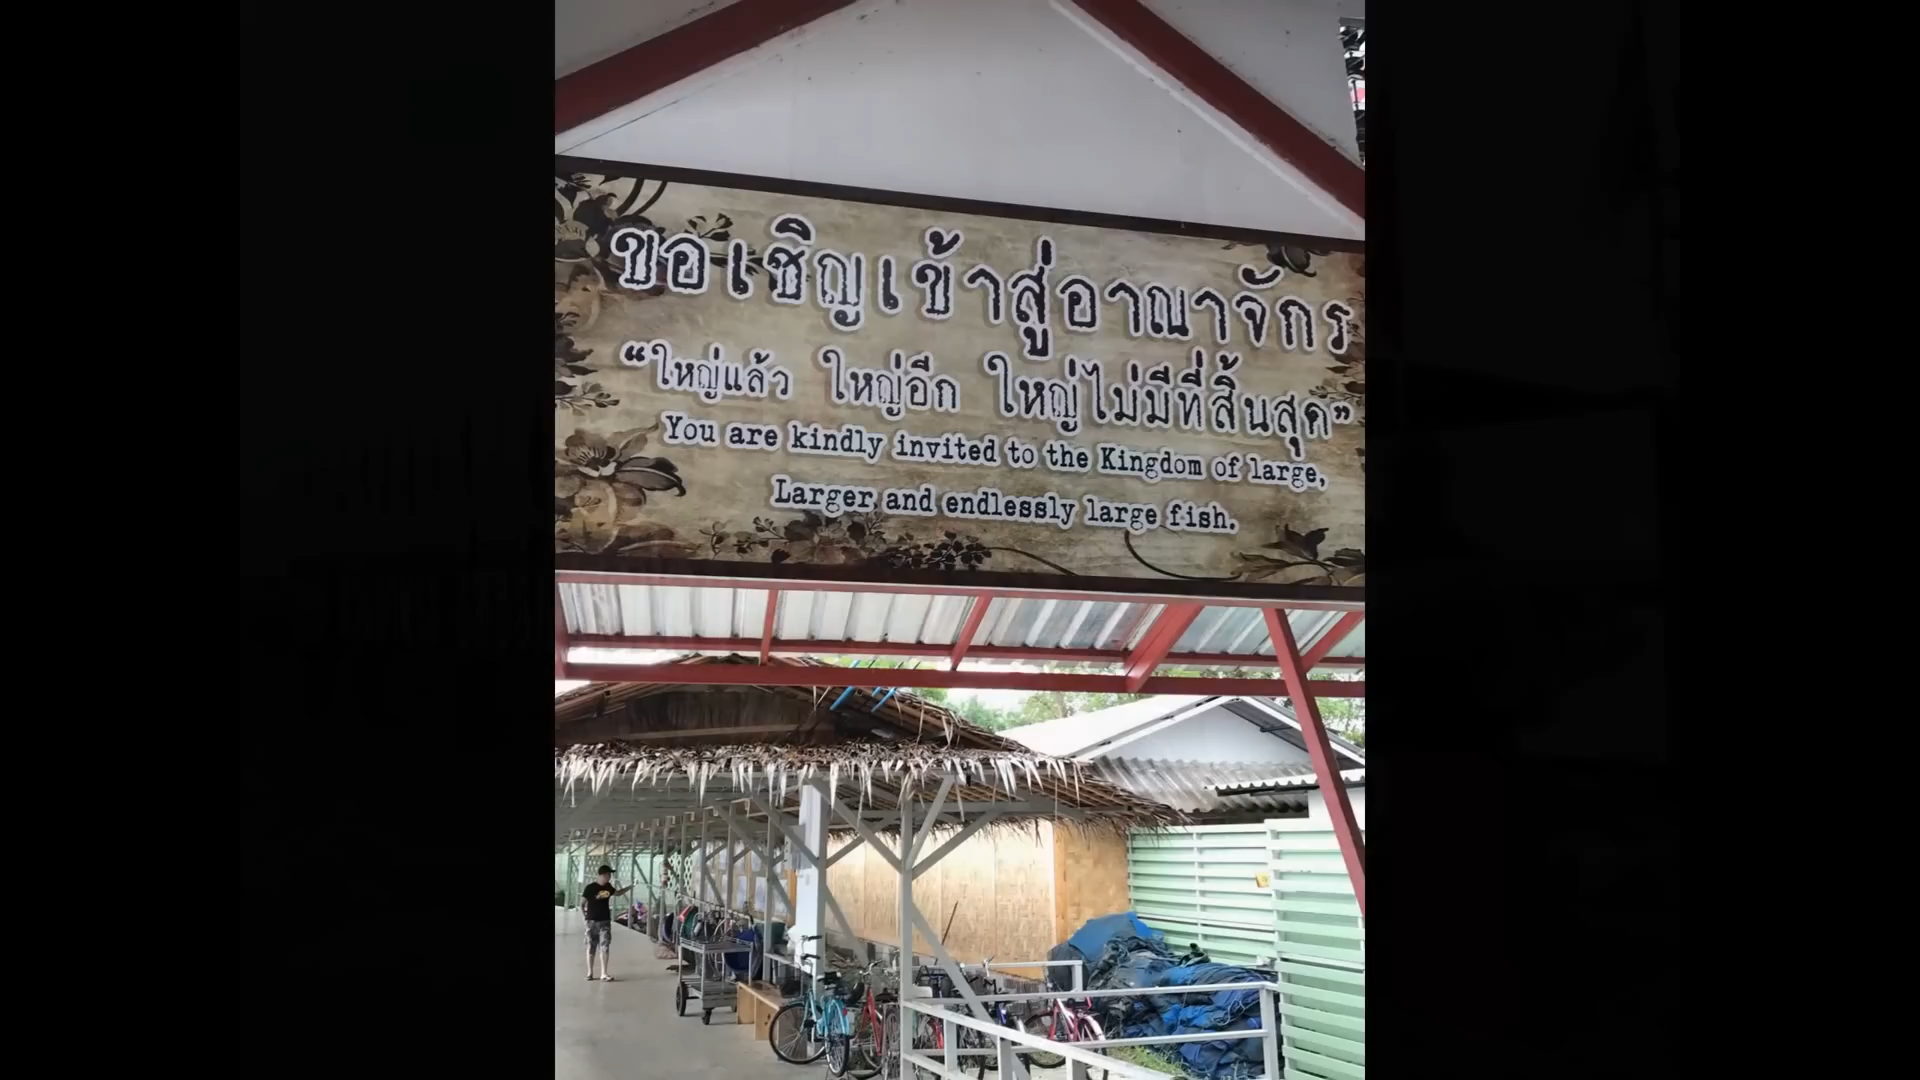 ขอเชิญเข้าสู่อาณาจักร
“ใหญ่แล้ว ใหญ่อีก ใหญ่ไม่มีที่สิ้นสุด”
You are kindly invited to the Kingdom of large,
Larger and endlessly large fish.